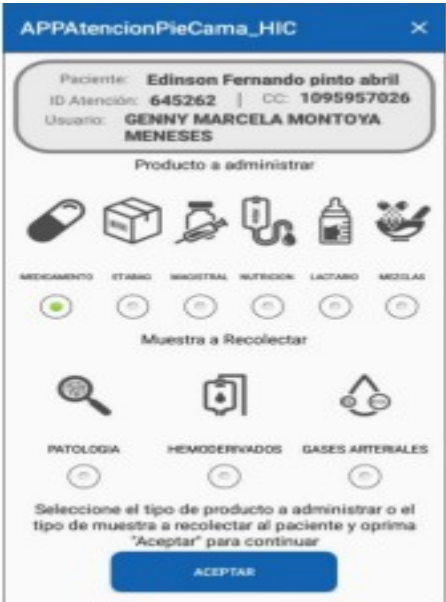 APPAtencionPieCama_HIC ✕
Paciente: Edinson Fernando pinto abril
ID Atención: 645262 | CC: 1095957026
Usuario: GENNY MARCELA MONTOYA
MENESES
Producto a administrar
MEDICAMENTO ETABAG MAGISTRAL NUTRICION LACTARIO MEZCLAS
Muestra a Recolectar
PATOLOGIA HEMODERIVADOS GASES ARTERIALES
Seleccione el tipo de producto a administrar o el
tipo de muestra a recolectar al paciente y oprima
"Aceptar" para continuar
ACEPTAR